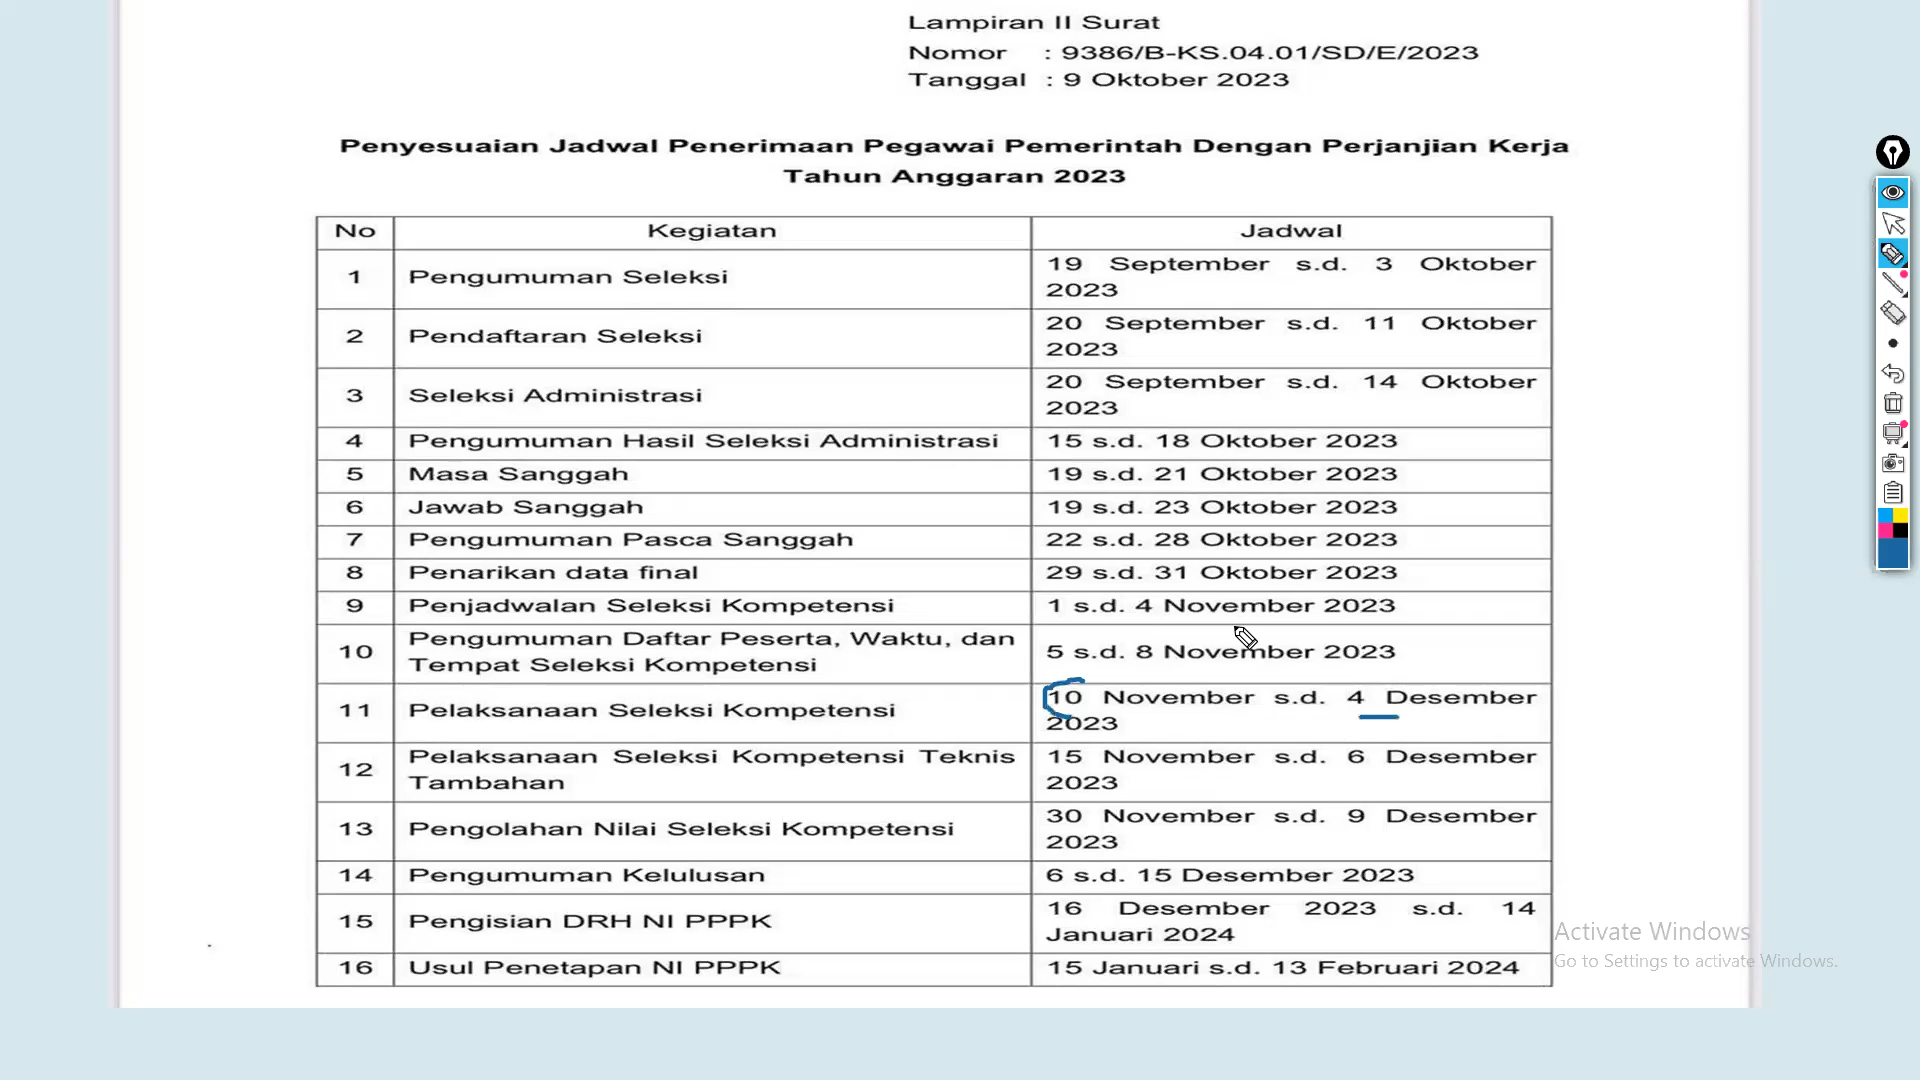 Lampiran II Surat
Nomor : 9386/B-KS.04.01/SD/E/2023
Tanggal : 9 Oktober 2023
Penyesuaian Jadwal Penerimaan Pegawai Pemerintah Dengan Perjanjian Kerja
Tahun Anggaran 2023
No Kegiatan Jadwal
1 Pengumuman Seleksi 19 September s.d. 3 Oktober
2023
2 Pendaftaran Seleksi 20 September s.d. 11 Oktober
2023
3 Seleksi Administrasi 20 September s.d. 14 Oktober
2023
4 Pengumuman Hasil Seleksi Administrasi 15 s.d. 18 Oktober 2023
5 Masa Sanggah 19 s.d. 21 Oktober 2023
6 Jawab Sanggah 19 s.d. 23 Oktober 2023
7 Pengumuman Pasca Sanggah 22 s.d. 28 Oktober 2023
8 Penarikan data final 29 s.d. 31 Oktober 2023
9 Penjadwalan Seleksi Kompetensi 1 s.d. 4 November 2023
10 Pengumuman Daftar Peserta, Waktu, dan
Tempat Seleksi Kompetensi 5 s.d. 8 November 2023
11 Pelaksanaan Seleksi Kompetensi 10 November s.d. 4 Desember
2023
12 Pelaksanaan Seleksi Kompetensi Teknis
Tambahan 15 November s.d. 6 Desember
2023
13 Pengolahan Nilai Seleksi Kompetensi 30 November s.d. 9 Desember
2023
14 Pengumuman Kelulusan 6 s.d. 15 Desember 2023
15 Pengisian DRH NI PPPK 16 Desember 2023 s.d. 14
Januari 2024
16 Usul Penetapan NI PPPK 15 Januari s.d. 13 Februari 2024
Activate Windows
Go to Settings to activate Windows.